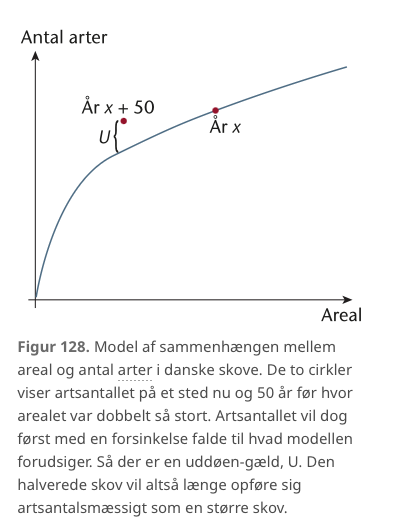 Antal arter
År x + 50
U
År x
Areal
Figur 128. Model af sammenhængen mellem
areal og antal arter i danske skove. De to cirkler
viser artsantallet på et sted nu og 50 år før hvor
arealet var dobbelt så stort. Artsantallet vil dog
først med en forsinkelse falde til hvad modellen
forudsiger. Så der er en uddøen-gæld, U. Den
halverede skov vil altså længe opføre sig
artsantalsmæssigt som en større skov.